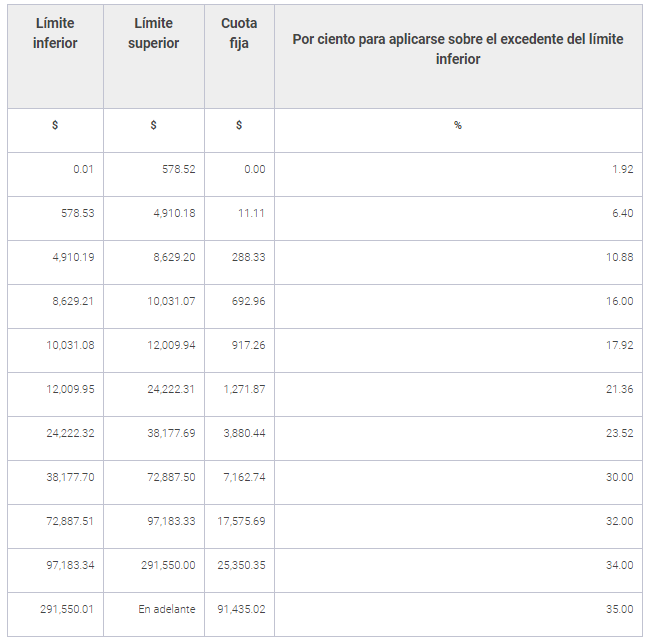 Límite inferior Límite superior Cuota fija Por ciento para aplicarse sobre el excedente del límite inferior
$ $ $ %
0.01 578.52 0.00 1.92
578.53 4,910.18 11.11 6.40
4,910.19 8,629.20 288.33 10.88
8,629.21 10,031.07 692.96 16.00
10,031.08 12,009.94 917.26 17.92
12,009.95 24,222.31 1,271.87 21.36
24,222.32 38,177.69 3,880.44 23.52
38,177.70 72,887.50 7,162.74 30.00
72,887.51 97,183.33 17,575.69 32.00
97,183.34 291,550.00 25,350.35 34.00
291,550.01 En adelante 91,435.02 35.00